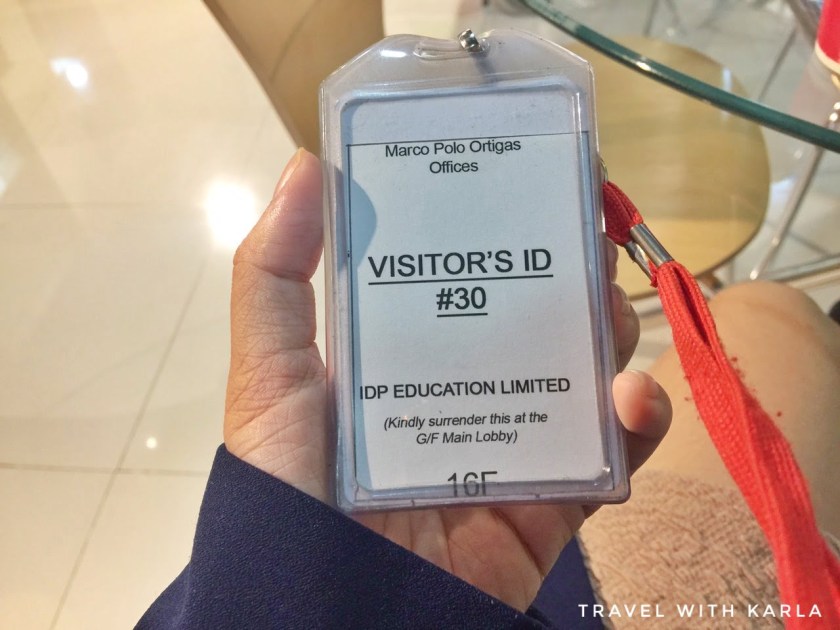 Marco Polo Ortigas
Offices
VISITOR'S ID
#30
IDP EDUCATION LIMITED
(Kindly surrender this at the
G/F Main Lobby)
16F
TRAVEL WITH KARLA